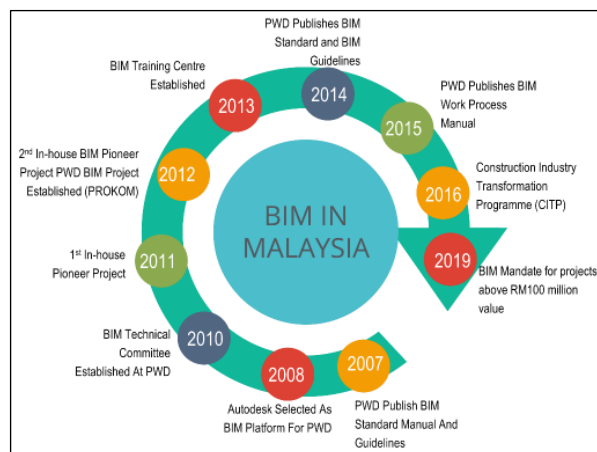 PWD Publishes BIM
Standard and BIM
Guidelines
2014
BIM Training Centre
Established
2013
PWD Publishes BIM
Work Process
Manual
2015
2nd In-house BIM Pioneer
Project PWD BIM Project
Established (PROKOM)
2012
Construction Industry
Transformation
Programme (CITP)
2016
BIM IN
MALAYSIA
1st In-house
Pioneer Project
2011
2019
BIM Mandate for projects
above RM100 million
value
BIM Technical
Committee
Established At PWD
2010
2008
Autodesk Selected As
BIM Platform For PWD
2007
PWD Publish BIM
Standard Manual And
Guidelines